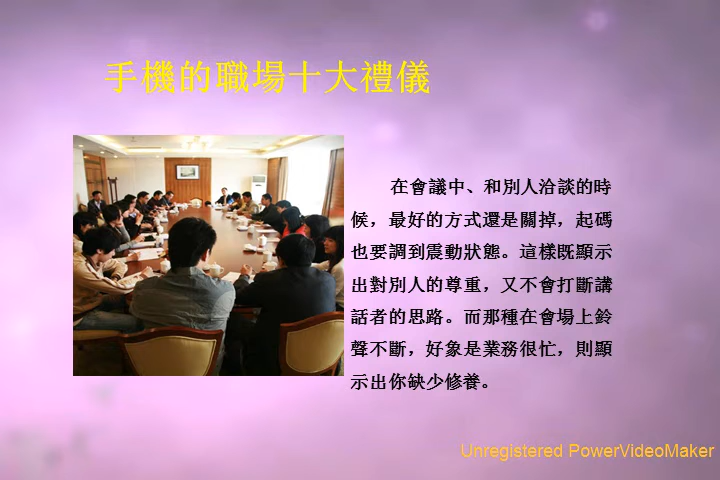 手機的職場十大禮儀
在會議中、和別人洽談的時
候，最好的方式還是關掉，起碼
也要調到震動狀態。這樣既顯示
出對別人的尊重，又不會打斷講
話者的思路。而那種在會場上鈴
聲不斷，好象是業務很忙，則顯
示出你缺少修養。
Unregistered PowerVideoMaker